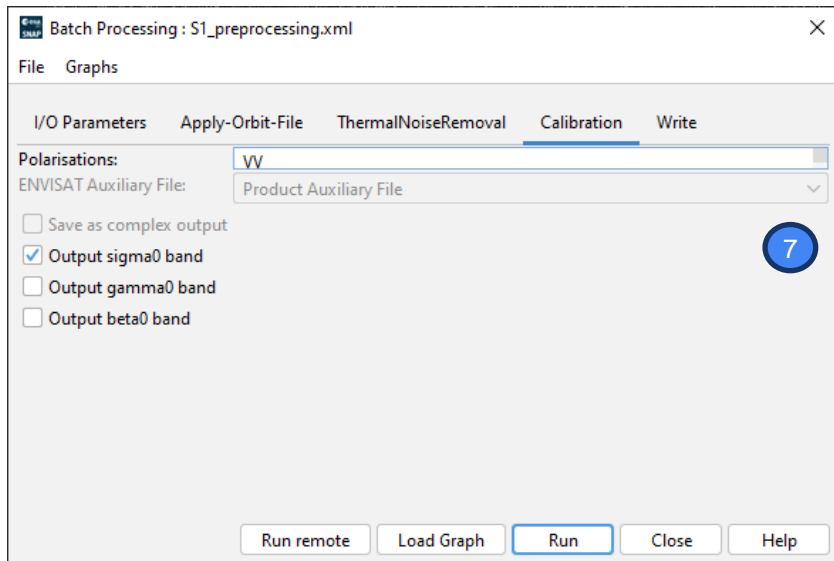 esa
SNAP
Batch Processing : S1_preprocessing.xml
File Graphs
I/O Parameters Apply-Orbit-File ThermalNoiseRemoval Calibration Write
Polarisations: VV
ENVISAT Auxiliary File: Product Auxiliary File
Save as complex output
Output sigma0 band
7
Output gamma0 band
Output beta0 band
Run remote Load Graph Run Close Help